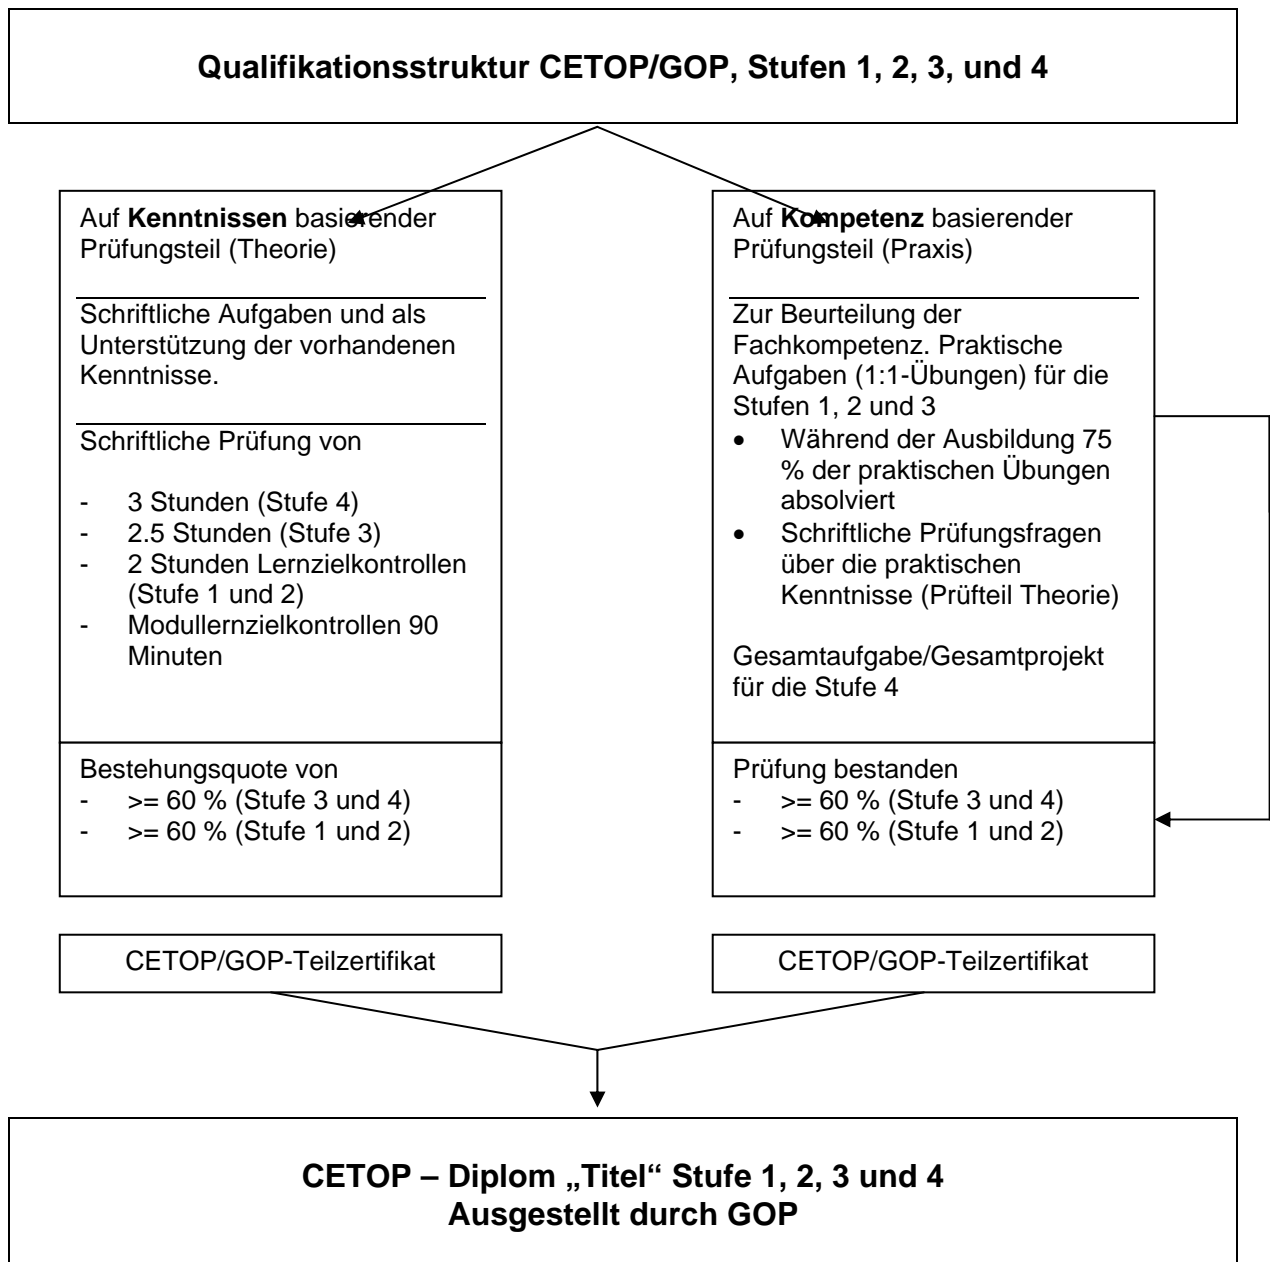 Qualifikationsstruktur CETOP/GOP, Stufen 1, 2, 3, und 4
Auf Kenntnissen basierender
Prüfungsteil (Theorie)
Schriftliche Aufgaben und als
Unterstützung der vorhandenen
Kenntnisse.
Schriftliche Prüfung von
- 3 Stunden (Stufe 4)
- 2.5 Stunden (Stufe 3)
- 2 Stunden Lernzielkontrollen
(Stufe 1 und 2)
- Modullernzielkontrollen 90
Minuten
Bestehungsquote von
- >= 60 % (Stufe 3 und 4)
- >= 60 % (Stufe 1 und 2)
CETOP/GOP-Teilzertifikat
Auf Kompetenz basierender
Prüfungsteil (Praxis)
Zur Beurteilung der
Fachkompetenz. Praktische
Aufgaben (1:1-Übungen) für die
Stufen 1, 2 und 3
• Während der Ausbildung 75
% der praktischen Übungen
absolviert
• Schriftliche Prüfungsfragen
über die praktischen
Kenntnisse (Prüfteil Theorie)
Gesamtaufgabe/Gesamtprojekt
für die Stufe 4
Prüfung bestanden
- >= 60 % (Stufe 3 und 4)
- >= 60 % (Stufe 1 und 2)
CETOP/GOP-Teilzertifikat
CETOP – Diplom „Titel“ Stufe 1, 2, 3 und 4
Ausgestellt durch GOP